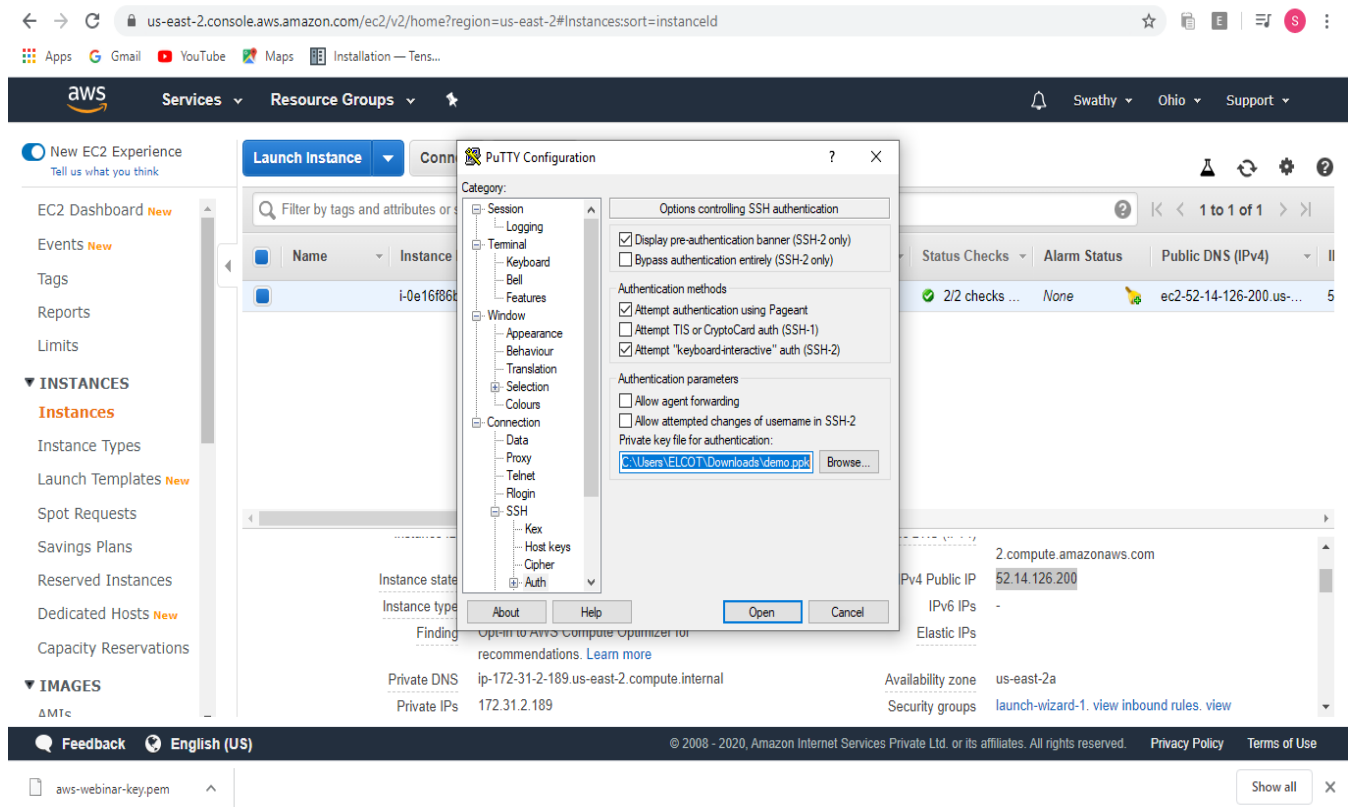 us-east-2.console.aws.amazon.com/ec2/v2/home?region=us-east-2#Instances:sort=instanceId
E S
Apps Gmail YouTube Maps Installation — Tens...
aws Services Resource Groups Swathy Ohio Support
New EC2 Experience
Tell us what you think
EC2 Dashboard New
Events New
Tags
Reports
Limits
INSTANCES
Instances
Instance Types
Launch Templates New
Spot Requests
Savings Plans
Reserved Instances
Dedicated Hosts New
Capacity Reservations
IMAGES
AMIs
Launch Instance Conn
Filter by tags and attributes or s
1 to 1 of 1
Name Instance Status Checks Alarm Status Public DNS (IPv4)
i-0e16f86b 2/2 checks ... None ec2-52-14-126-200.us-... 5
PuTTY Configuration ? X
Category:
Session
Logging
Terminal
Keyboard
Bell
Features
Window
Appearance
Behaviour
Translation
Selection
Colours
Connection
Data
Proxy
Telnet
Rlogin
SSH
Kex
Host keys
Cipher
Auth
Options controlling SSH authentication
Display pre-authentication banner (SSH-2 only)
Bypass authentication entirely (SSH-2 only)
Authentication methods
Attempt authentication using Pageant
Attempt TIS or CryptoCard auth (SSH-1)
Attempt "keyboard-interactive" auth (SSH-2)
Authentication parameters
Allow agent forwarding
Allow attempted changes of username in SSH-2
Private key file for authentication:
C:\Users\ELCOT\Downloads\demo.ppk Browse...
About Help Open Cancel
2.compute.amazonaws.com
Instance state Pv4 Public IP 52.14.126.200
Instance type IPv6 IPs -
Finding Opt-in to AWS Compute Optimizer for Elastic IPs
recommendations. Learn more
Private DNS ip-172-31-2-189.us-east-2.compute.internal Availability zone us-east-2a
Private IPs 172.31.2.189 Security groups launch-wizard-1. view inbound rules. view
Feedback English (US) © 2008 - 2020, Amazon Internet Services Private Ltd. or its affiliates. All rights reserved. Privacy Policy Terms of Use
aws-webinar-key.pem Show all